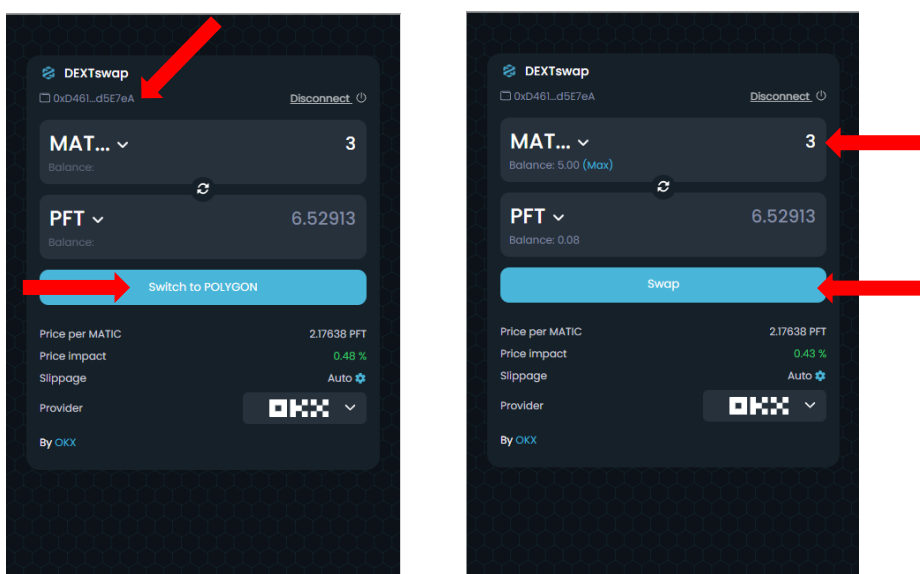 DEXTswap
0xD461...d5E7eA Disconnect
MAT... 3
Balance:
PFT 6.52913
Balance:
Switch to POLYGON
Price per MATIC 2.17638 PFT
Price impact 0.48 %
Slippage Auto
Provider OKX
By OKX
DEXTswap
0xD461...d5E7eA Disconnect
MAT... 3
Balance: 5.00 (Max)
PFT 6.52913
Balance: 0.08
Swap
Price per MATIC 2.17638 PFT
Price impact 0.43 %
Slippage Auto
Provider OKX
By OKX